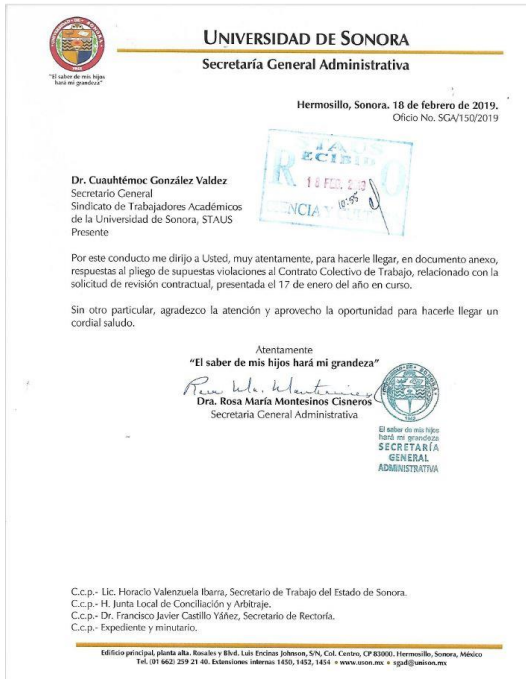 UNIVERSIDAD DE SONORA
Secretaría General Administrativa
"El saber de mis hijos
hará mi grandeza"
Hermosillo, Sonora. 18 de febrero de 2019.
Oficio No. SGA/150/2019
STAUS
RECIBIDO
18 FEB. 2019
10:55
Dr. Cuauhtémoc González Valdez
Secretario General
Sindicato de Trabajadores Académicos
de la Universidad de Sonora, STAUS
Presente
Por este conducto me dirijo a Usted, muy atentamente, para hacerle llegar, en documento anexo,
respuestas al pliego de supuestas violaciones al Contrato Colectivo de Trabajo, relacionado con la
solicitud de revisión contractual, presentada el 17 de enero del año en curso.
Sin otro particular, agradezco la atención y aprovecho la oportunidad para hacerle llegar un
cordial saludo.
Atentamente
"El saber de mis hijos hará mi grandeza"
Dra. Rosa María Montesinos Cisneros
Secretaria General Administrativa
El saber de mis hijos
hará mi grandeza
SECRETARÍA
GENERAL
ADMINISTRATIVA
C.c.p.- Lic. Horacio Valenzuela Ibarra, Secretario de Trabajo del Estado de Sonora.
C.c.p.- H. Junta Local de Conciliación y Arbitraje.
C.c.p.- Dr. Francisco Javier Castillo Yáñez, Secretario de Rectoría.
C.c.p.- Expediente y minutario.
Edificio principal, planta alta. Rosales y Blvd. Luis Encinas Johnson, S/N, Col. Centro, CP 83000. Hermosillo, Sonora, México
Tel. (01 662) 259 21 40. Extensiones internas 1450, 1452, 1454 • www.uson.mx • sgad@unison.mx